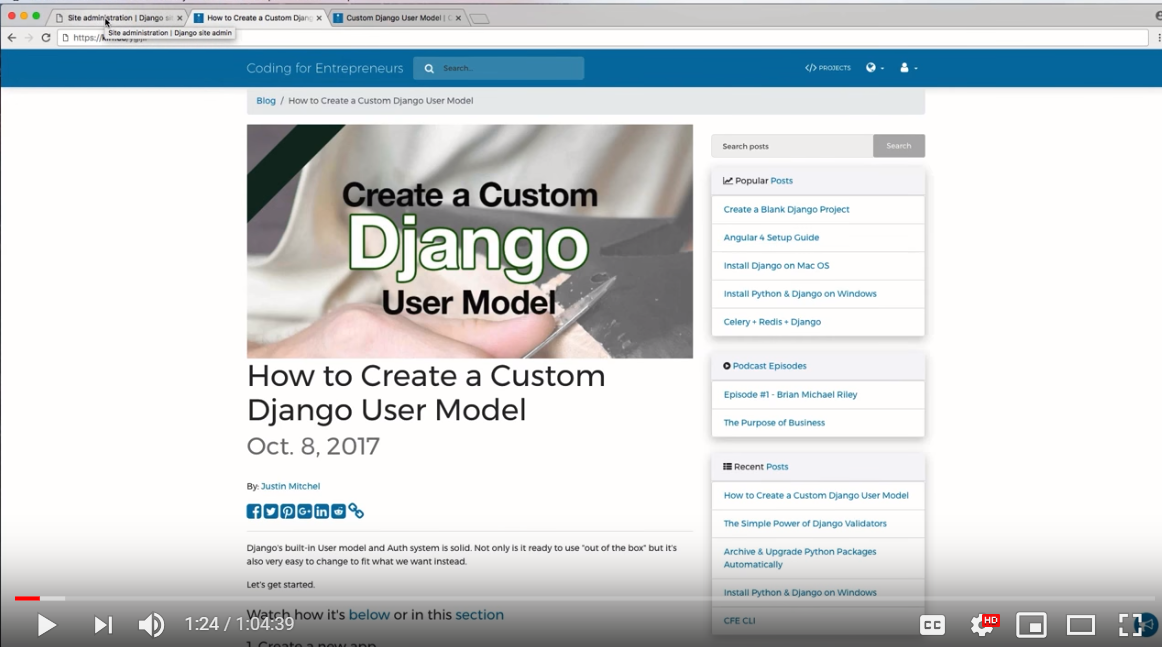 Site administration | Django si
How to Create a Custom Djang
Custom Django User Model | C
https://
Site administration | Django site admin
Coding for Entrepreneurs
Search...
</> PROJECTS
Blog / How to Create a Custom Django User Model
Create a Custom
Django
User Model
How to Create a Custom
Django User Model
Oct. 8, 2017
By: Justin Mitchel
Django's built-in User model and Auth system is solid. Not only is it ready to use "out of the box" but it's
also very easy to change to fit what we want instead.
Let's get started.
Watch how it's below or in this section
1. Create a new app
Search posts
Search
Popular Posts
Create a Blank Django Project
Angular 4 Setup Guide
Install Django on Mac OS
Install Python & Django on Windows
Celery + Redis + Django
Podcast Episodes
Episode #1 - Brian Michael Riley
The Purpose of Business
Recent Posts
How to Create a Custom Django User Model
The Simple Power of Django Validators
Archive & Upgrade Python Packages
Automatically
Install Python & Django on Windows
CFE CLI
1:24 / 1:04:39
CC
HD